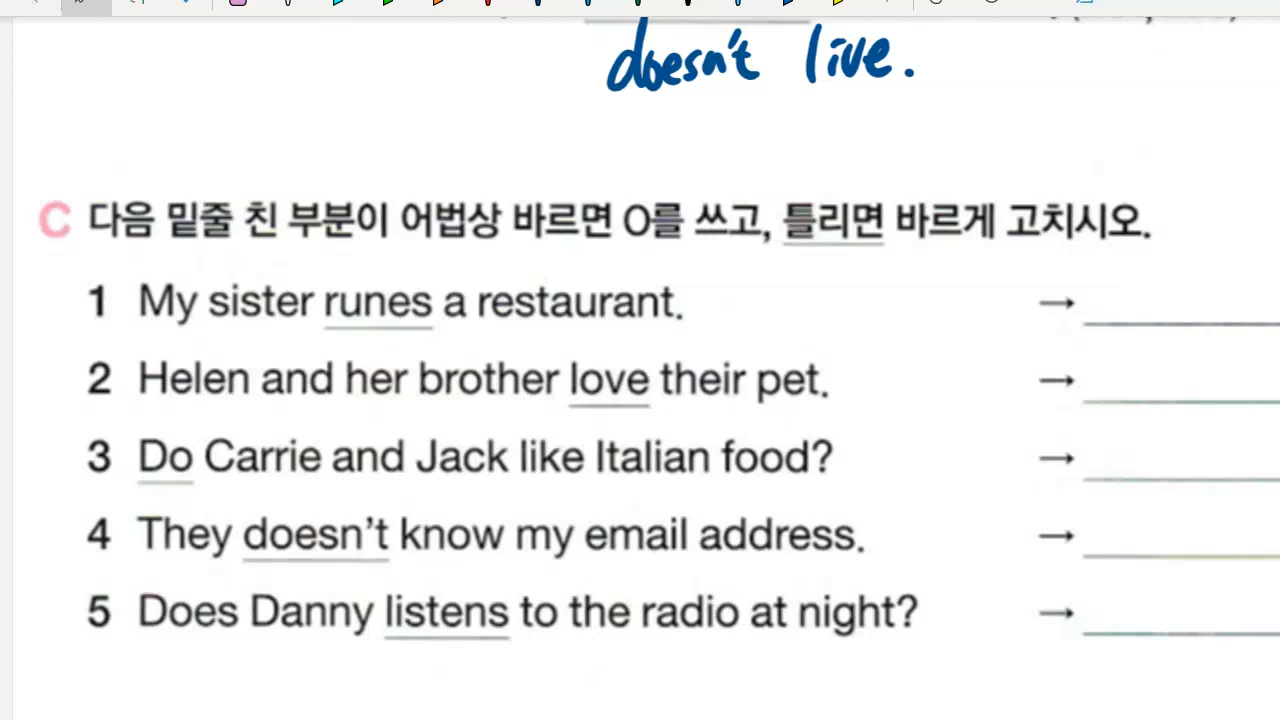 doesn't live.
C 다음 밑줄 친 부분이 어법상 바르면 O를 쓰고, 틀리면 바르게 고치시오.
1 My sister runes a restaurant. →
2 Helen and her brother love their pet. →
3 Do Carrie and Jack like Italian food? →
4 They doesn't know my email address. →
5 Does Danny listens to the radio at night? →